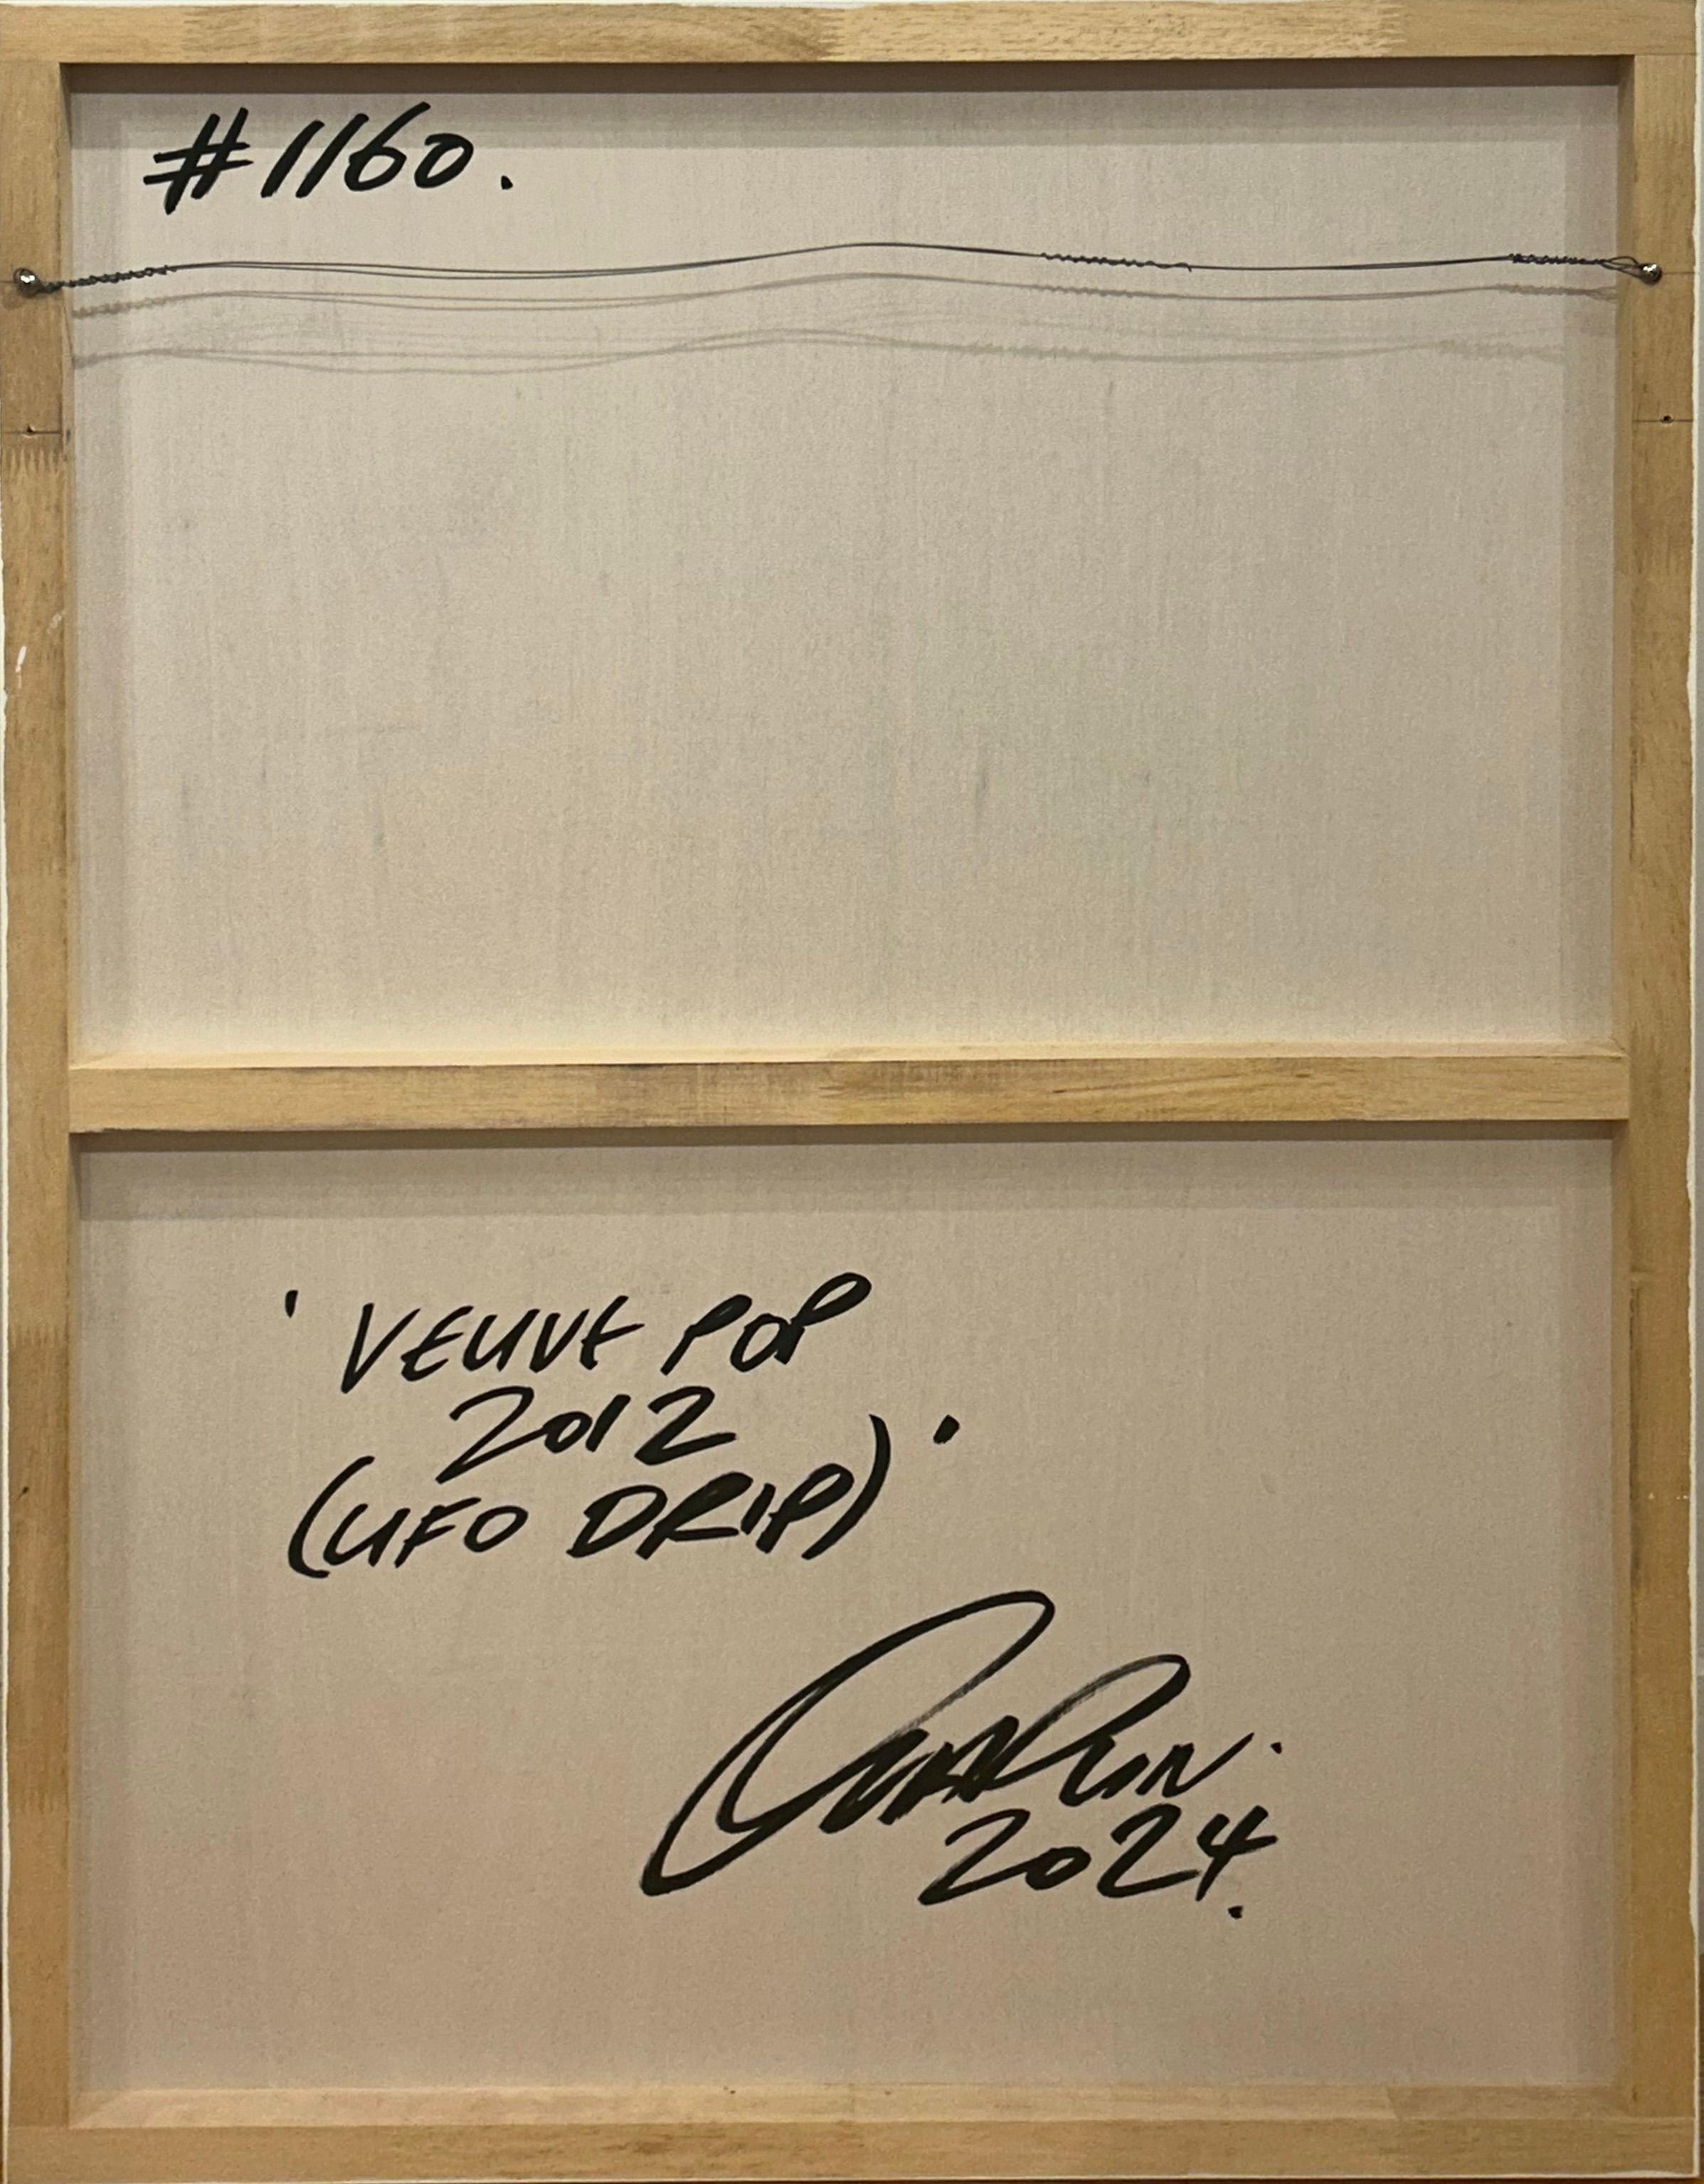 #1160.
'VEUVE POP
2012
(UFO DRIP)'
2024.